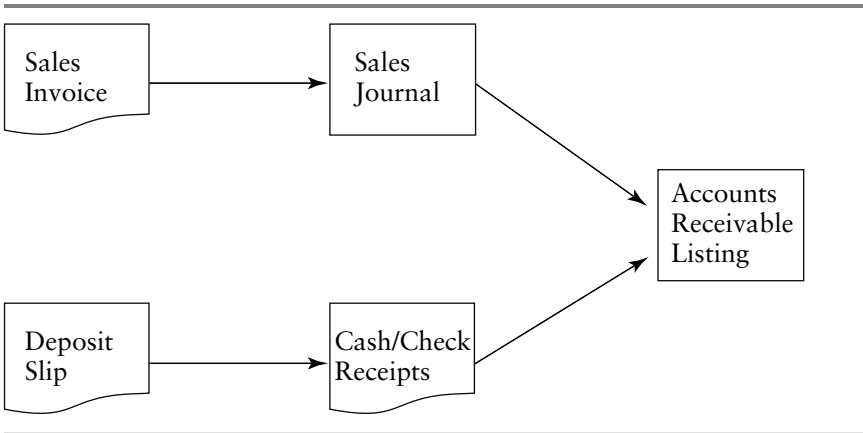 Sales
Invoice
Sales
Journal
Accounts
Receivable
Listing
Deposit
Slip
Cash/Check
Receipts